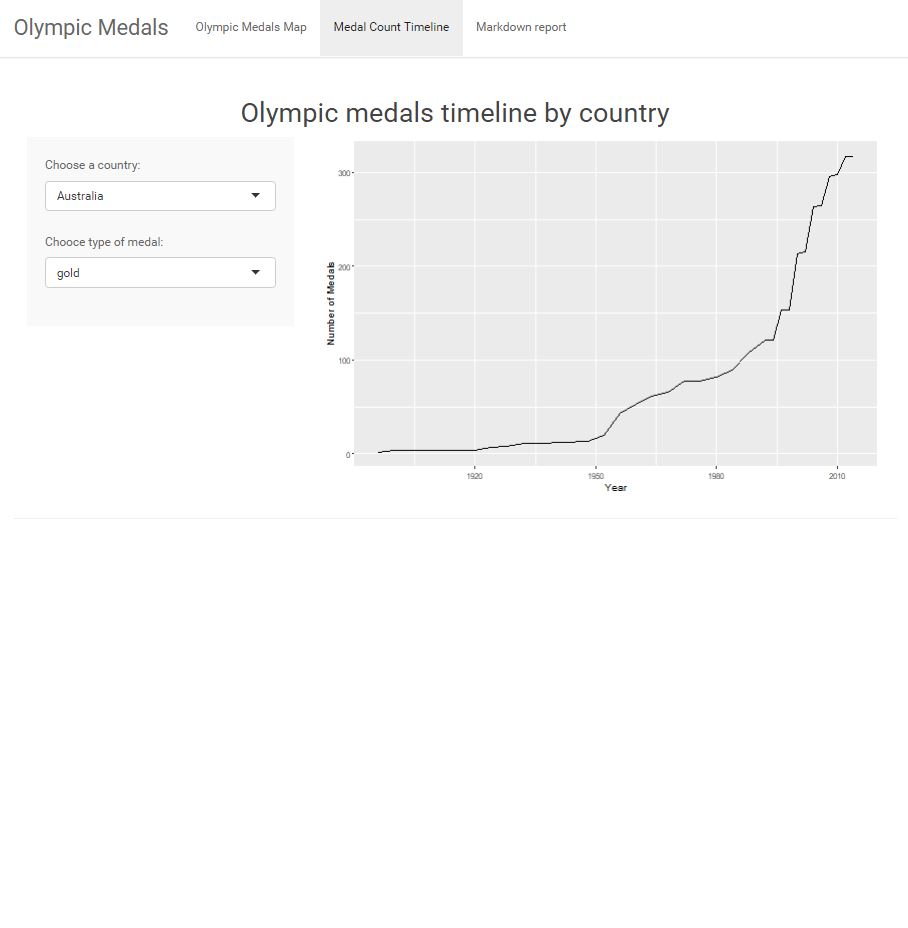 Olympic Medals
Olympic Medals Map
Medal Count Timeline
Markdown report
Olympic medals timeline by country
Choose a country:
Australia
Chooce type of medal:
gold
Number of Medals
300
200
100
0
1920
1950
1980
2010
Year